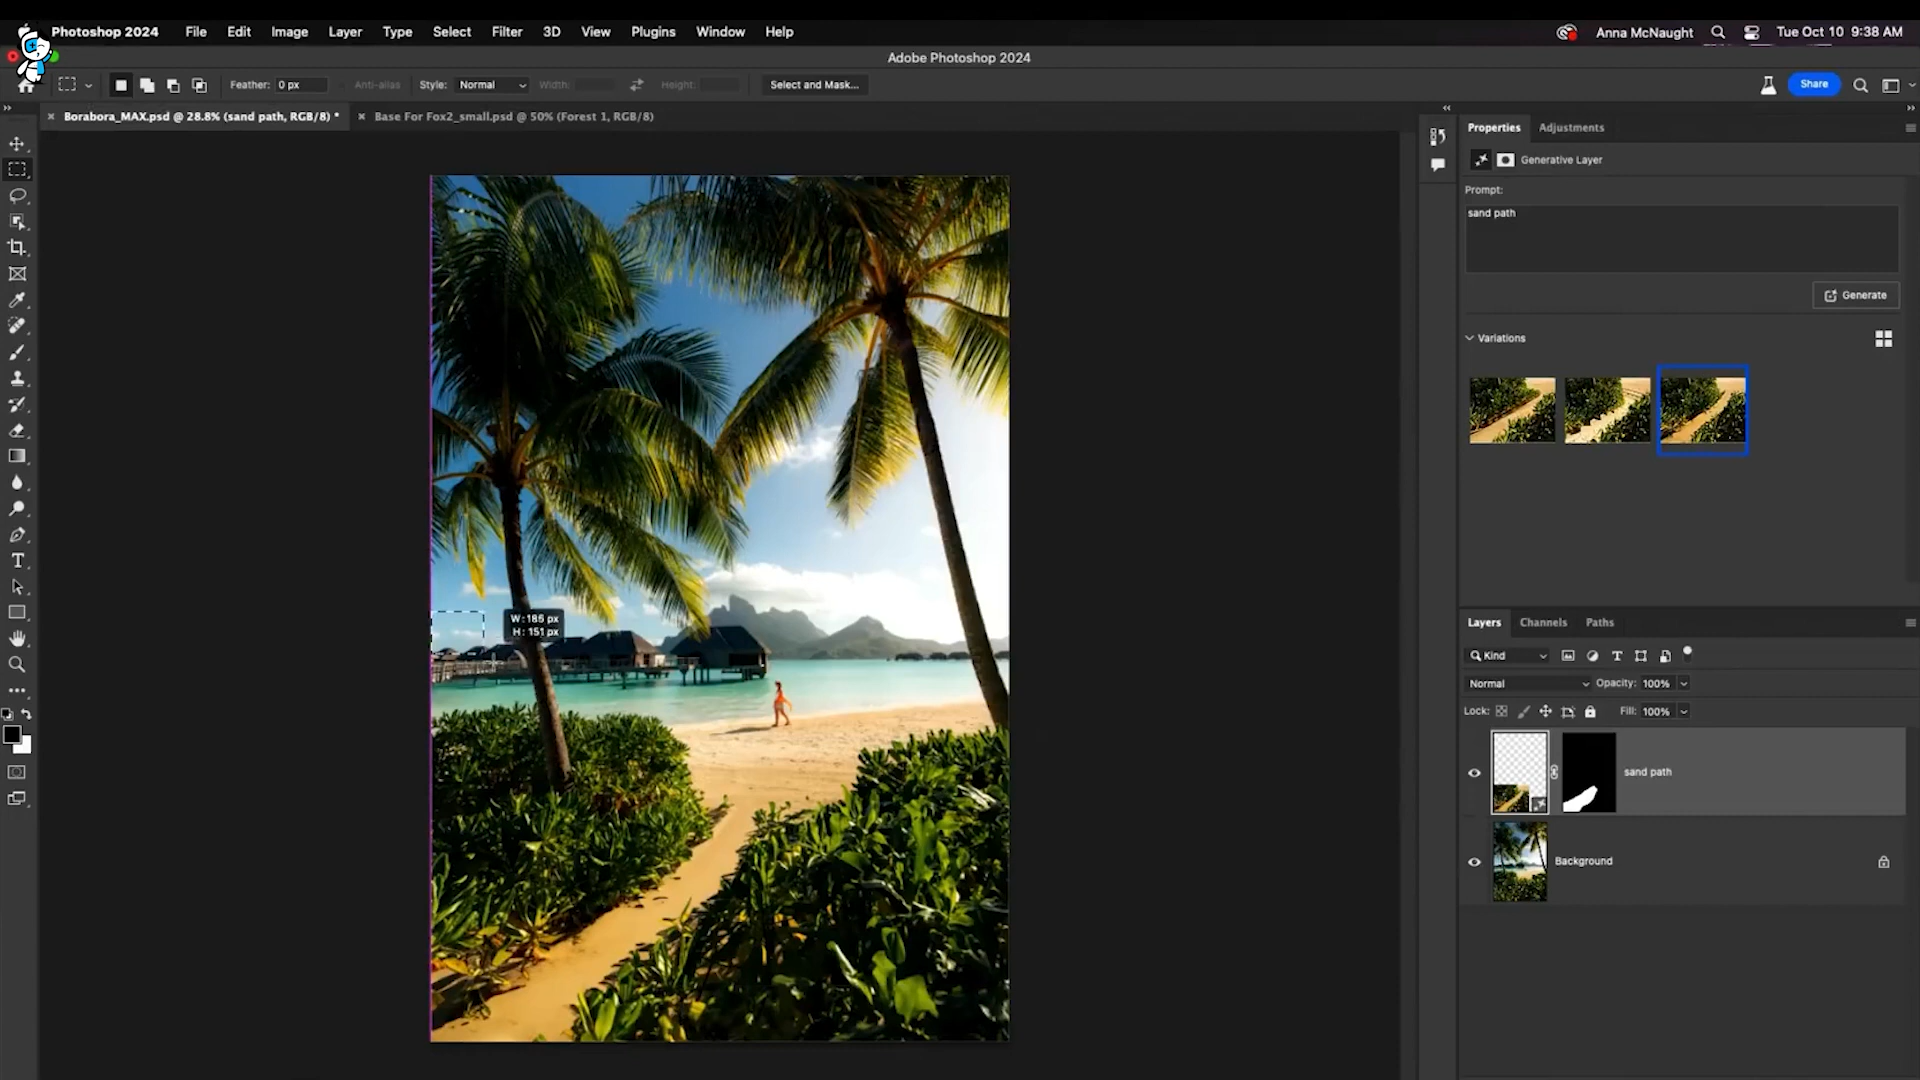 Photoshop 2024 File Edit Image Layer Type Select Filter 3D View Plugins Window Help Anna McNaught Tue Oct 10 9:38 AM
Adobe Photoshop 2024
Feather: 0 px Anti-alias Style: Normal Width: Height: Select and Mask... Share
Borabora_MAX.psd @ 28.8% (sand path, RGB/8) * Base For Fox2_small.psd @ 50% (Forest 1, RGB/8)
Properties Adjustments
Generative Layer
Prompt:
sand path
Generate
Variations
W: 186 px
H: 151 px
Layers Channels Paths
Kind
Normal Opacity: 100%
Lock: Fill: 100%
sand path
Background